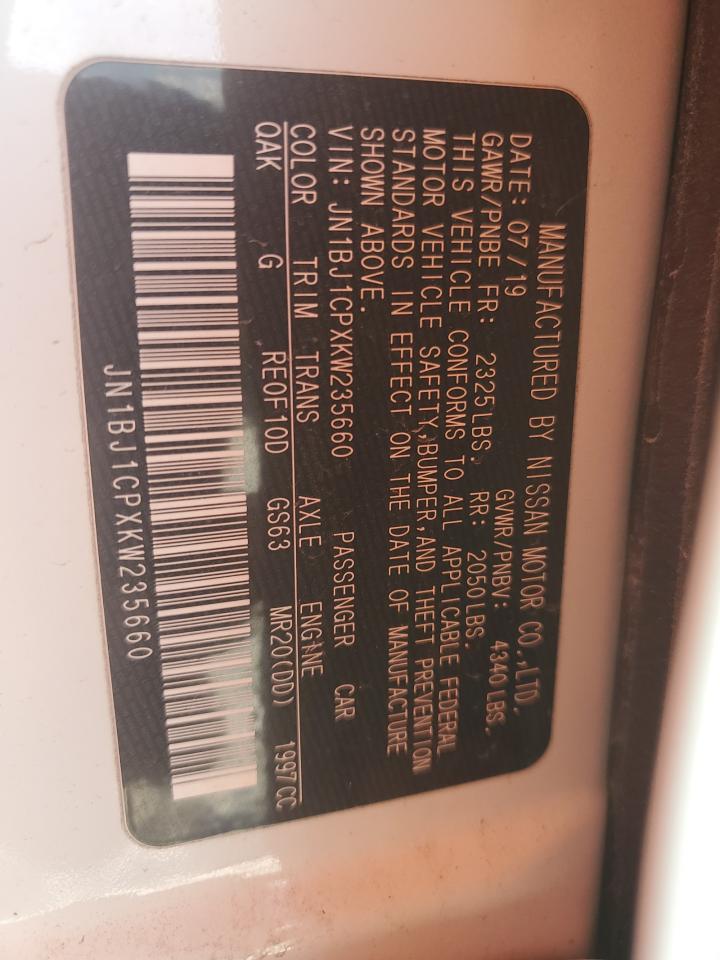 MANUFACTURED BY NISSAN MOTOR CO.,LTD.
DATE: 07/19 GVWR/PNBV: 4340LBS.
GAWR/PNBE FR: 2325LBS. RR: 2050LBS.
THIS VEHICLE CONFORMS TO ALL APPLICABLE FEDERAL
MOTOR VEHICLE SAFETY,BUMPER,AND THEFT PREVENTION
STANDARDS IN EFFECT ON THE DATE OF MANUFACTURE
SHOWN ABOVE.
VIN: JN1BJ1CPXKW235660 PASSENGER CAR
COLOR TRIM TRANS AXLE ENGINE
QAK G RE0F10D GS63 MR20(DD) 1997CC
JN1BJ1CPXKW235660